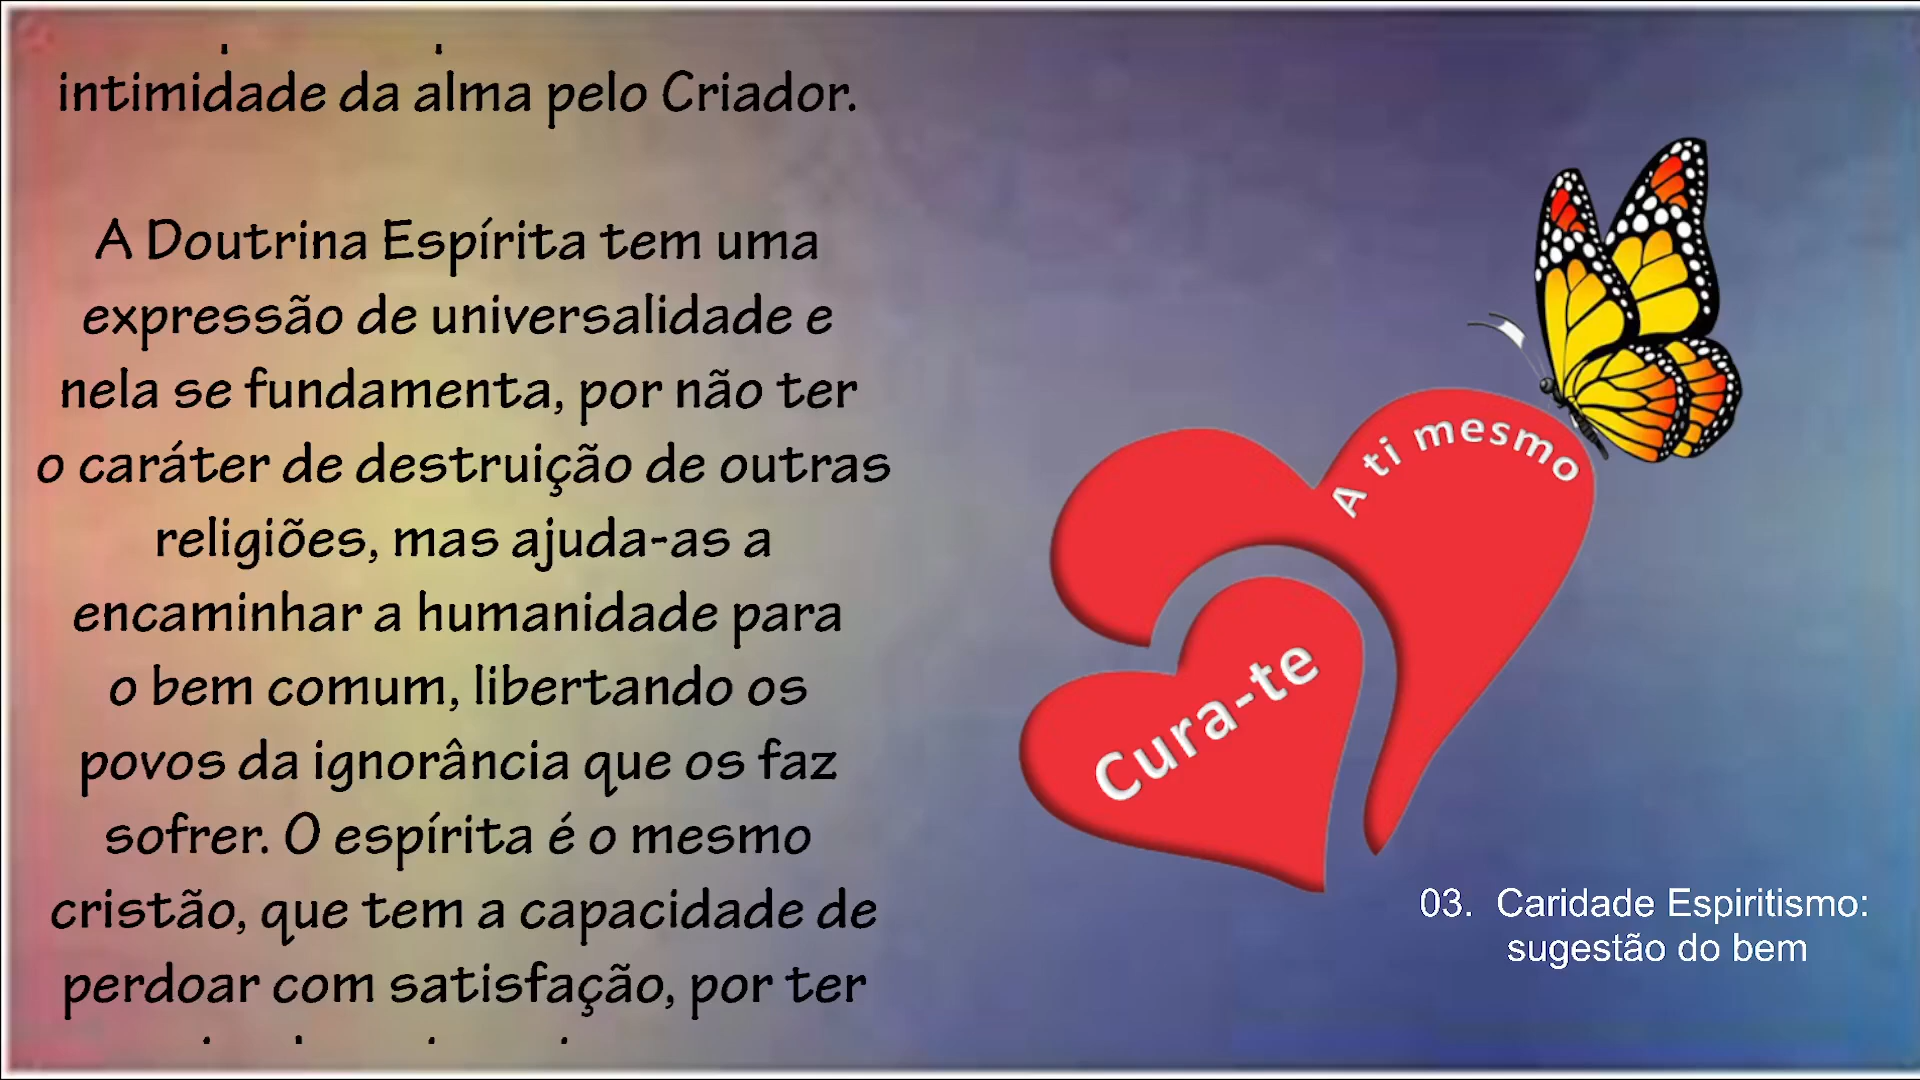 intimidade da alma pelo Criador.
A Doutrina Espírita tem uma
expressão de universalidade e
nela se fundamenta, por não ter
o caráter de destruição de outras
religiões, mas ajuda-as a
encaminhar a humanidade para
o bem comum, libertando os
povos da ignorância que os faz
sofrer. O espírita é o mesmo
cristão, que tem a capacidade de
perdoar com satisfação, por ter
A ti mesmo
Cura-te
03. Caridade Espiritismo:
sugestão do bem